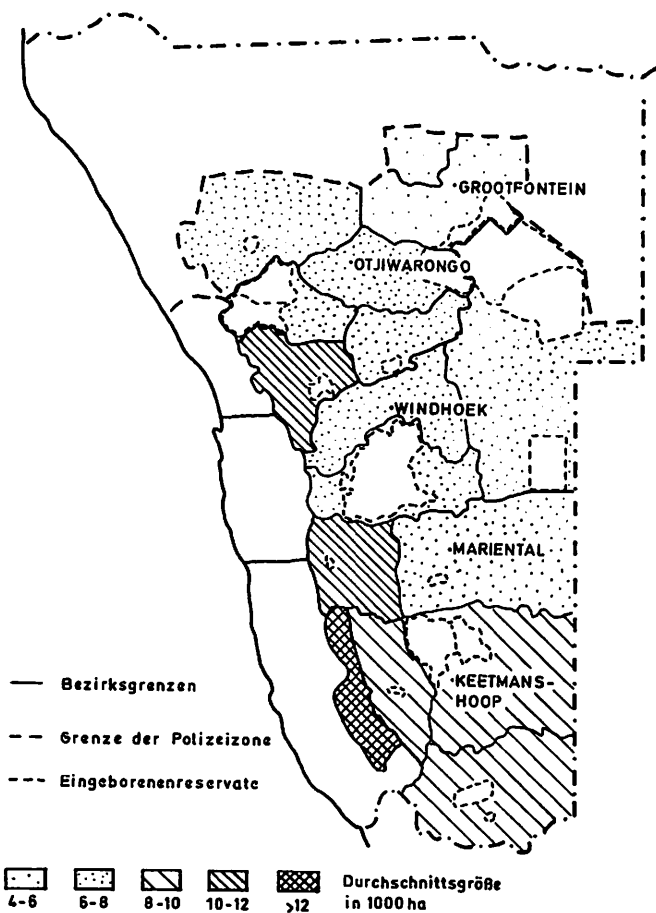 GROOTFONTEIN
OTJIWARONGO
WINDHOEK
MARIENTAL
KEETMANS-
HOOP
Bezirksgrenzen
Grenze der Polizeizone
Eingeborenenreservate
4-6 6-8 8-10 10-12 >12 Durchschnittsgröße
in 1000 ha